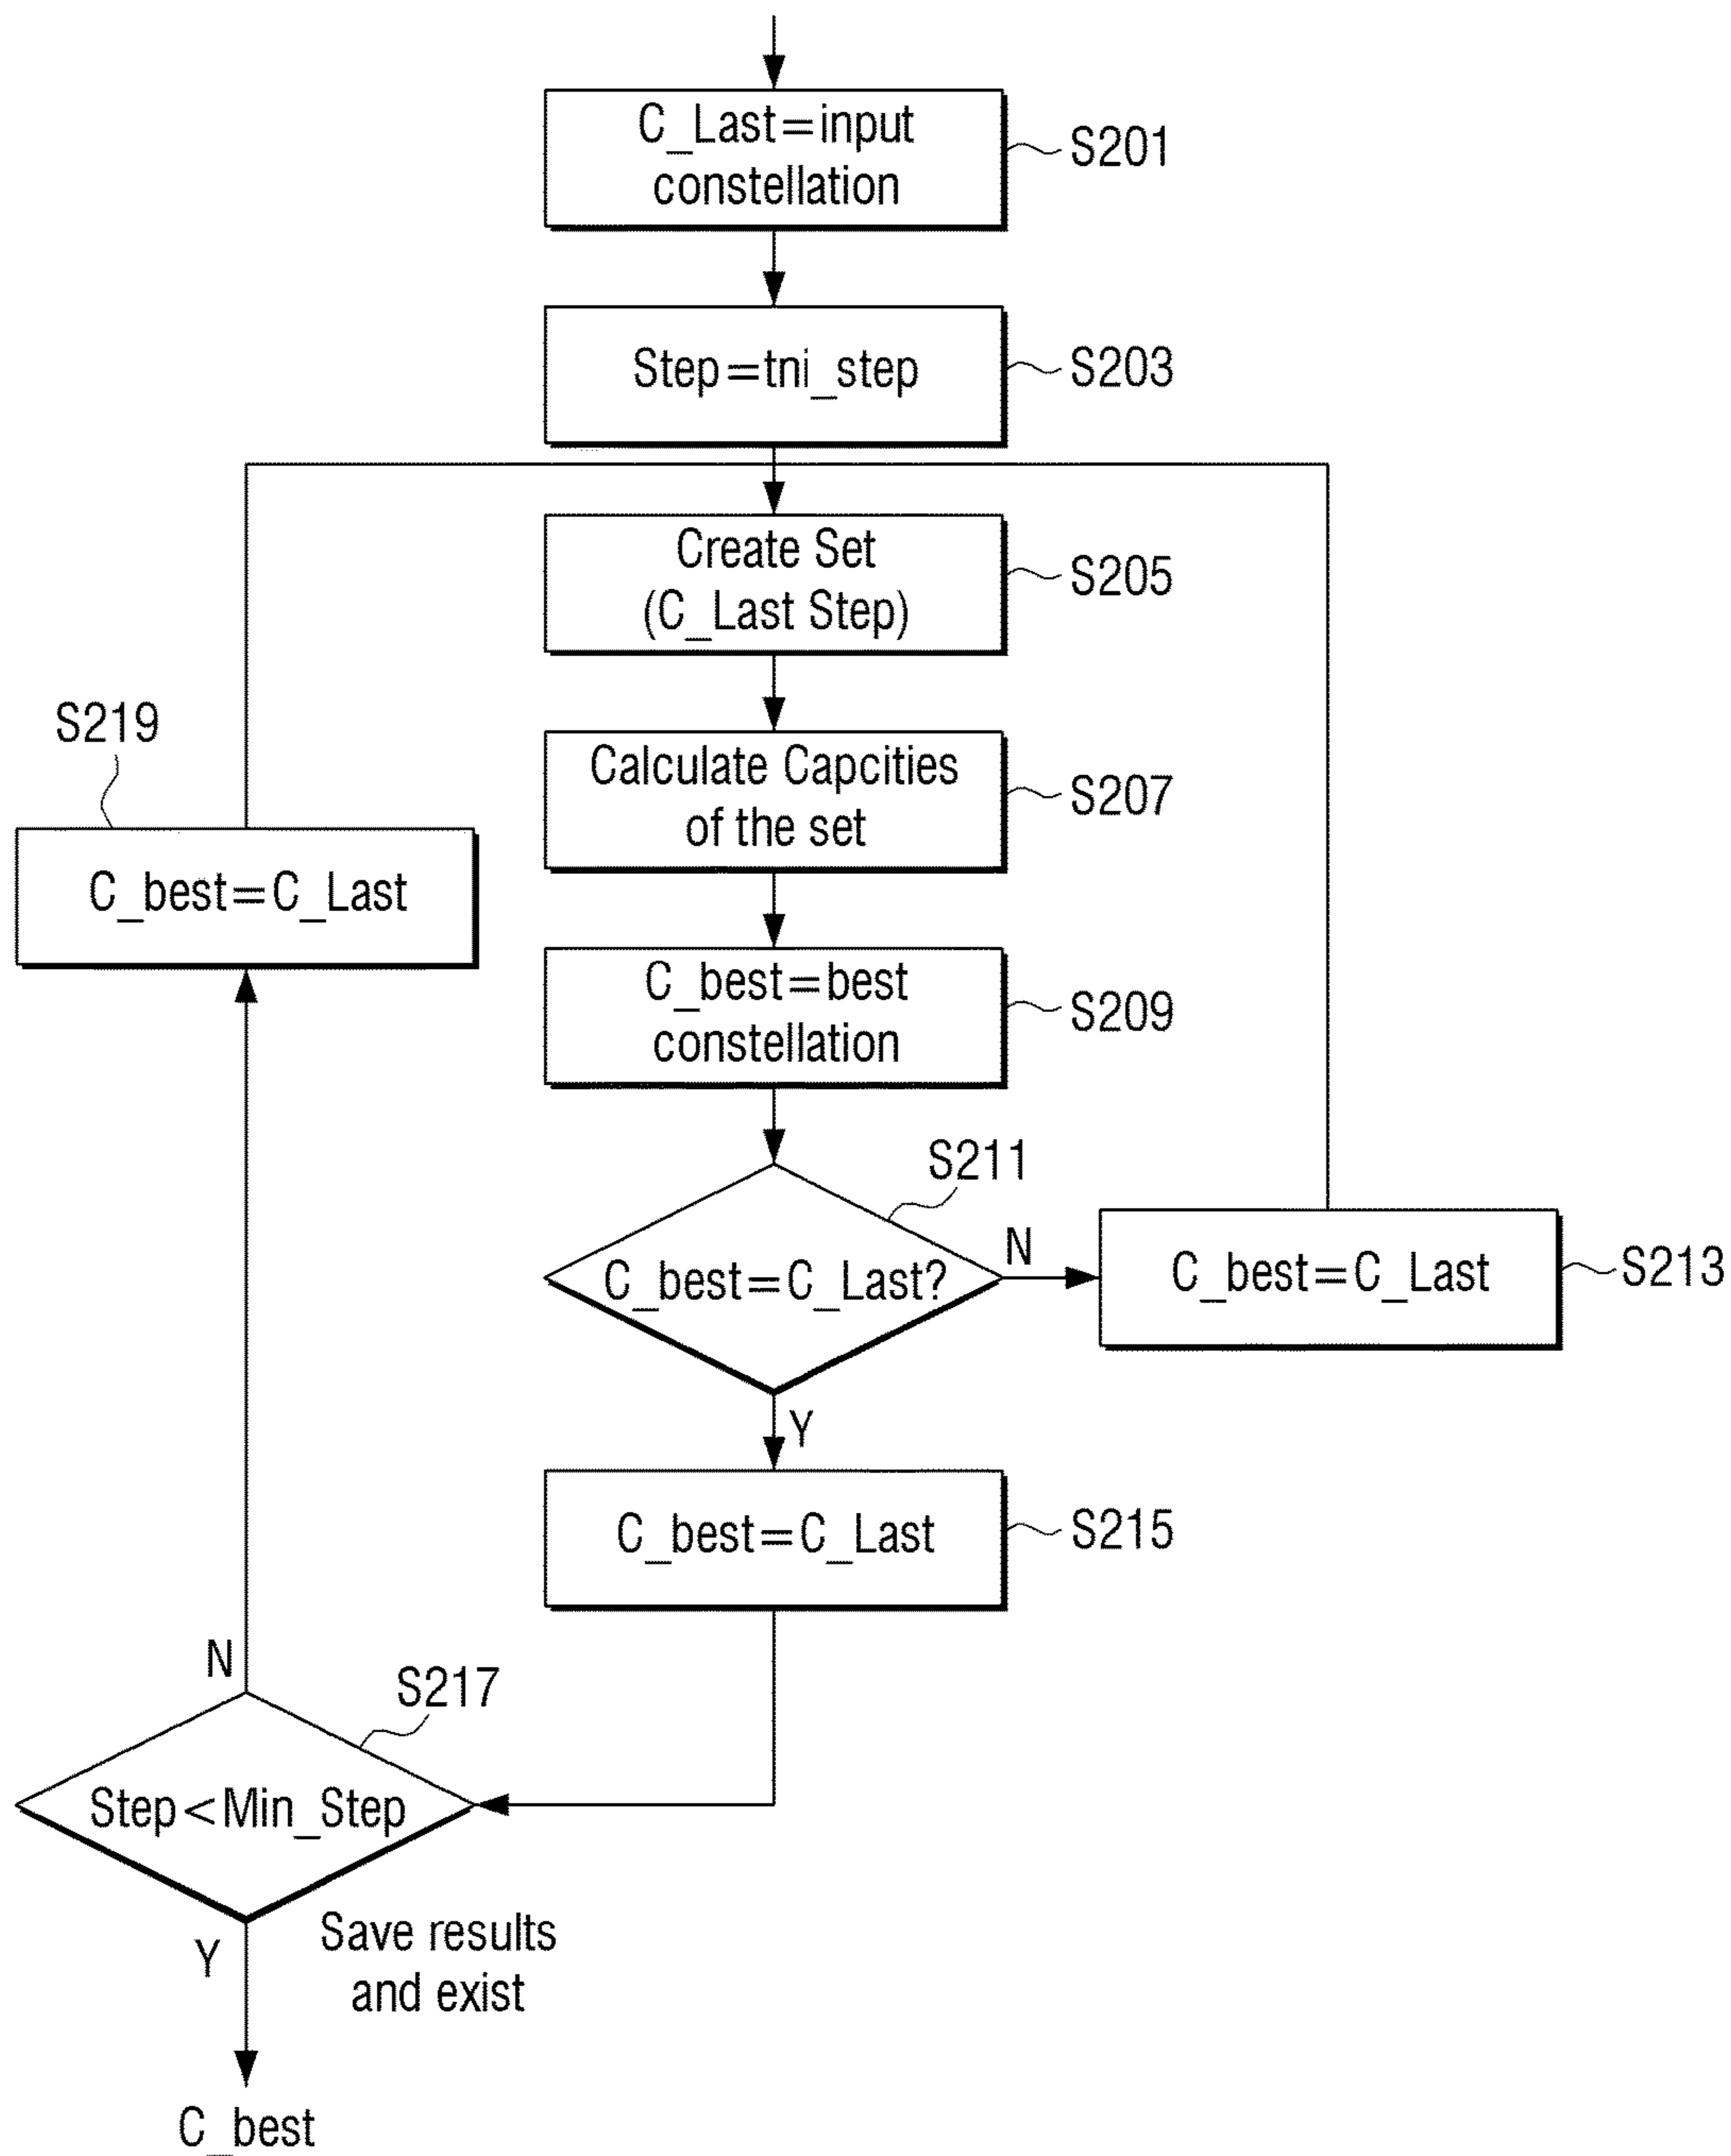 C_Last=input
constellation
S201
Step=tni_step
S203
Create Set
(C_Last Step)
S205
S219
Calculate Capcities
of the set
S207
C_best=C_Last
C_best=best
constellation
S209
S211
C_best=C_Last?
N
C_best=C_Last
S213
Y
C_best=C_Last
S215
N
S217
Step<Min_Step
Y
Save results
and exist
C_best